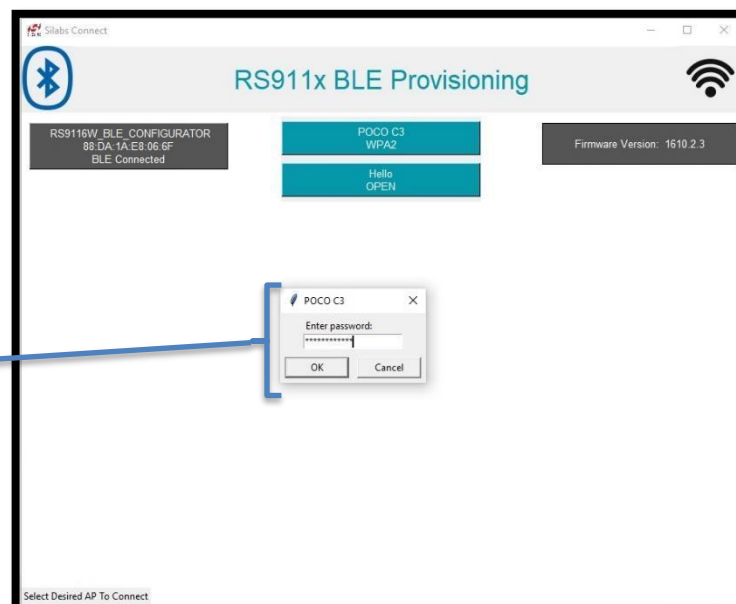 Silabs Connect
RS911x BLE Provisioning
RS9116W_BLE_CONFIGURATOR
88:DA:1A:E8:06:6F
BLE Connected
POCO C3
WPA2
Hello
OPEN
Firmware Version: 1610.2.3
POCO C3
Enter password:
************
OK Cancel
Select Desired AP To Connect